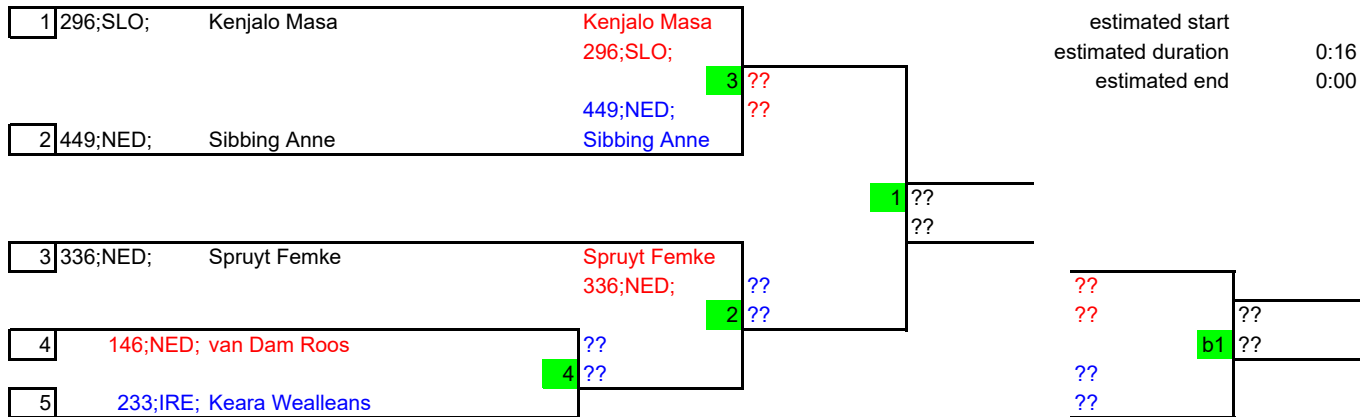 1 296;SLO; Kenjalo Masa Kenjalo Masa estimated start
296;SLO; estimated duration 0:16
3 ?? estimated end 0:00
449;NED; ??
2 449;NED; Sibbing Anne Sibbing Anne
1 ??
??
3 336;NED; Spruyt Femke Spruyt Femke
336;NED; ?? ??
2 ?? ?? ??
4 146;NED; van Dam Roos ?? b1 ??
4 ?? ??
5 233;IRE; Keara Wealleans ??